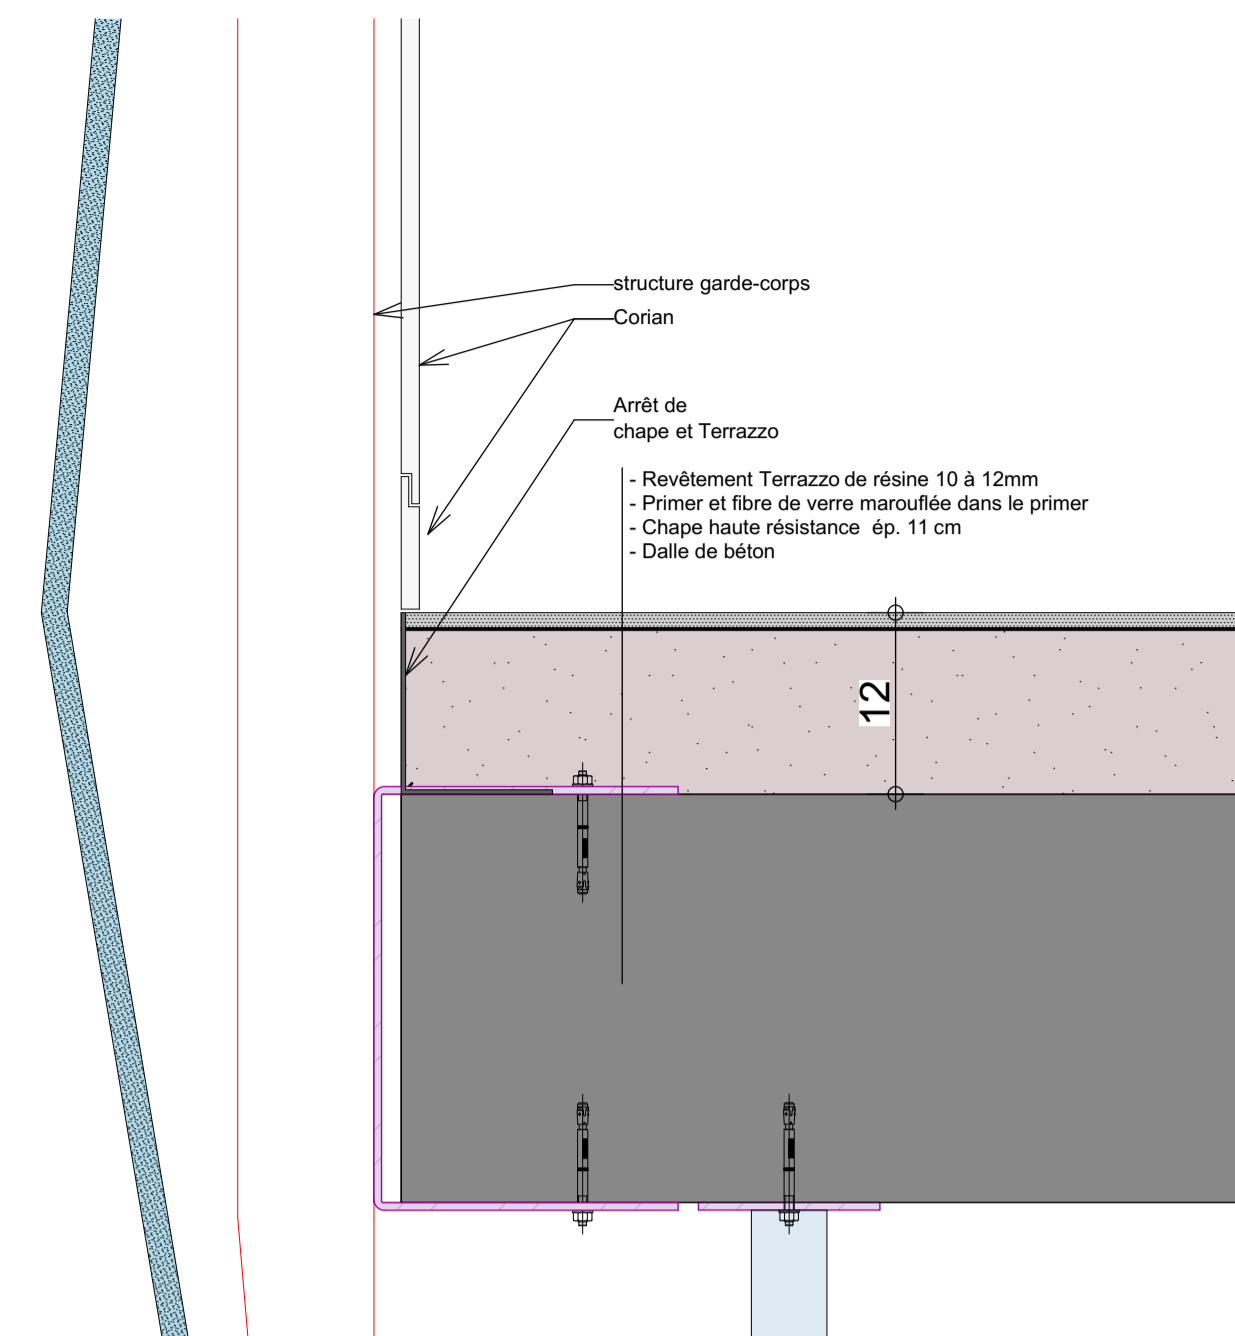 structure garde-corps
Corian
Arrêt de
chape et Terrazzo
- Revêtement Terrazzo de résine 10 à 12mm
- Primer et fibre de verre marouflée dans le primer
- Chape haute résistance  ép. 11 cm
- Dalle de béton
12